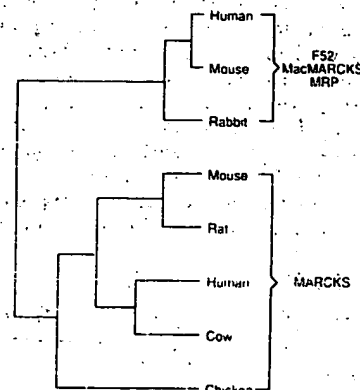 Human
Mouse
Rabbit
F52/
MacMARCKS
MRP
Mouse
Rat
Human
Cow
Chicken
MARCKS